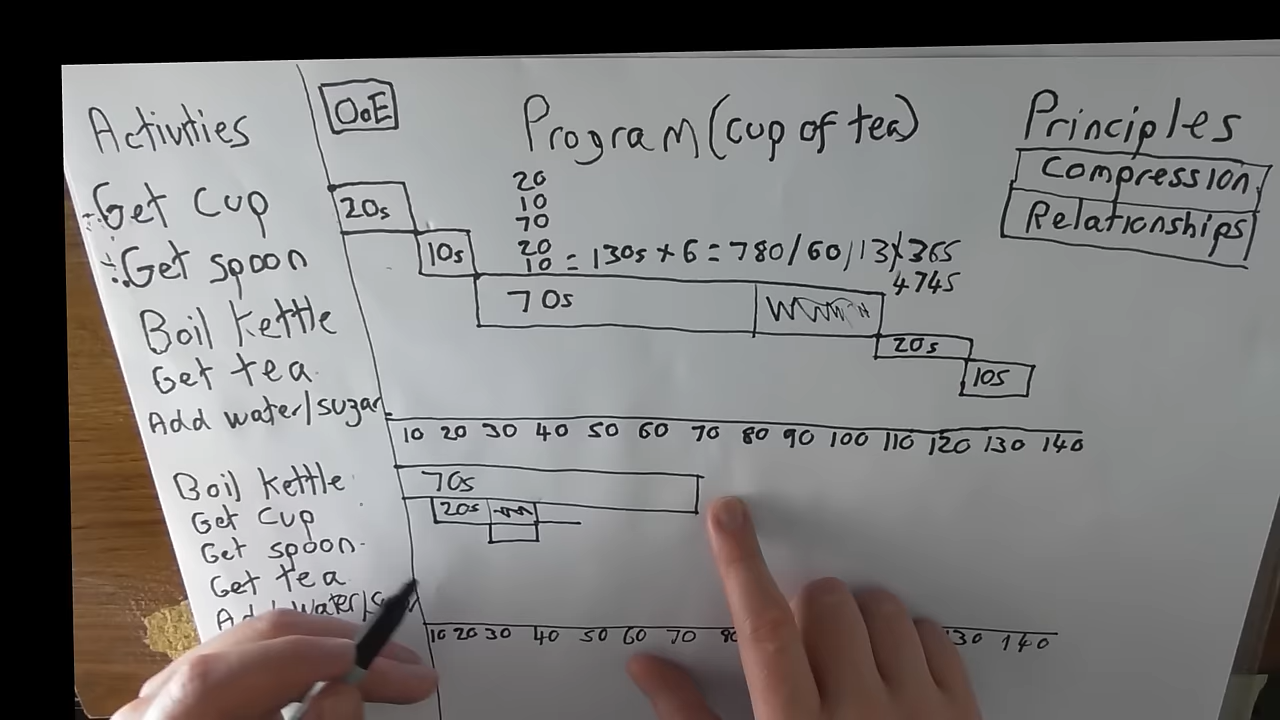 Activities
OoE
Program (cup of tea)
Principles
Compression
Relationships
Get Cup
Get spoon
Boil Kettle
Get tea
Add water/sugar
20s
10s
70s
20s
10s
20
10
70
20
10 = 130s × 6 = 780/60/13 × 365
4745
10 20 30 40 50 60 70 80 90 100 110 120 130 140
Boil Kettle
Get Cup
Get spoon
Get tea
70s
20s
10 20 30 40 50 60 70 30 140